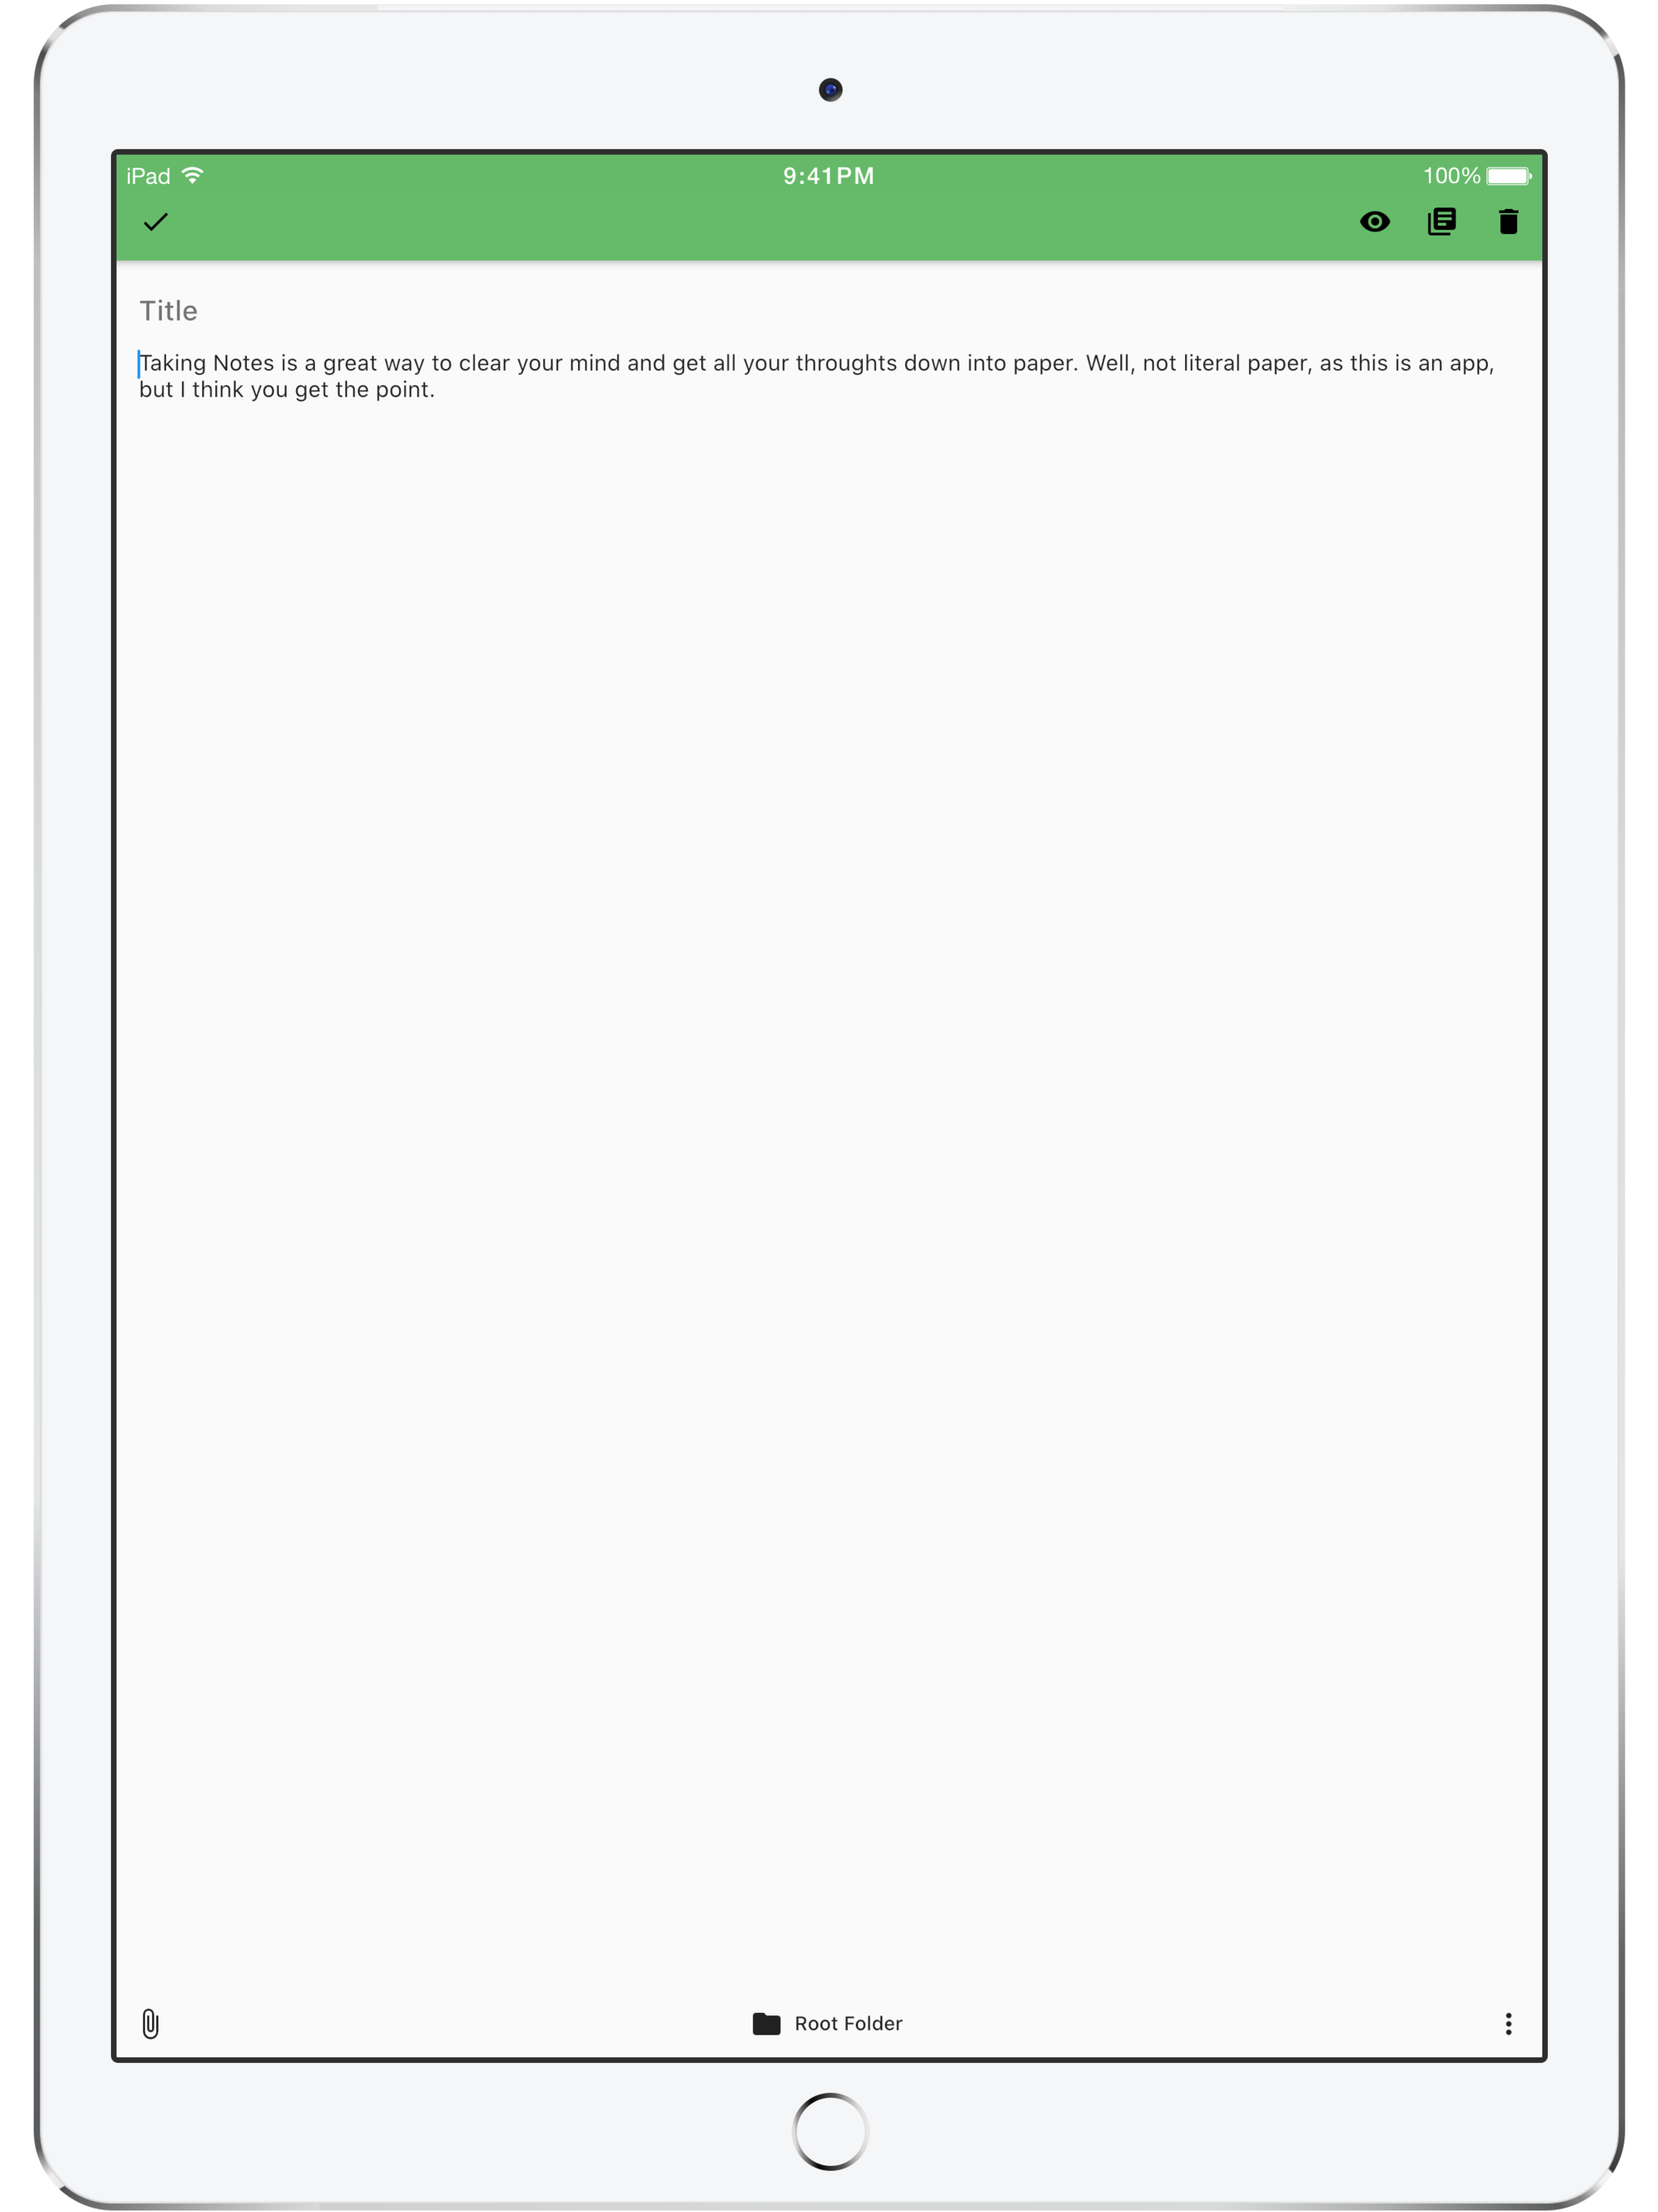 iPad 9:41PM 100%
Title
Taking Notes is a great way to clear your mind and get all your throughts down into paper. Well, not literal paper, as this is an app,
but I think you get the point.
Root Folder